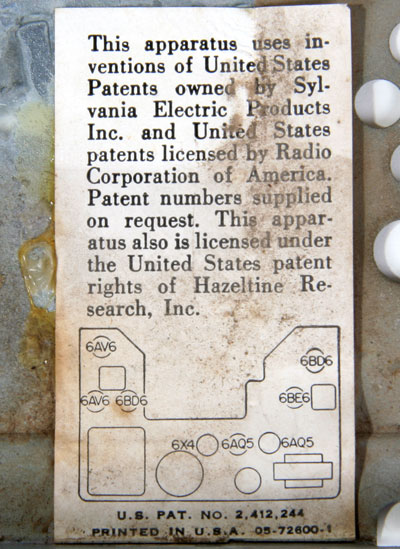 This apparatus uses in-
ventions of United States
Patents owned by Syl-
vania Electric Products
Inc. and United States
patents licensed by Radio
Corporation of America.
Patent numbers supplied
on request. This appar-
atus also is licensed under
the United States patent
rights of Hazeltine Re-
search, Inc.
6AV6
6BD6
6AV6 6BD6
6BE6
6X4 6AQ5 6AQ5
U.S. PAT. NO. 2,412,244
PRINTED IN U.S.A. 05-72600-1